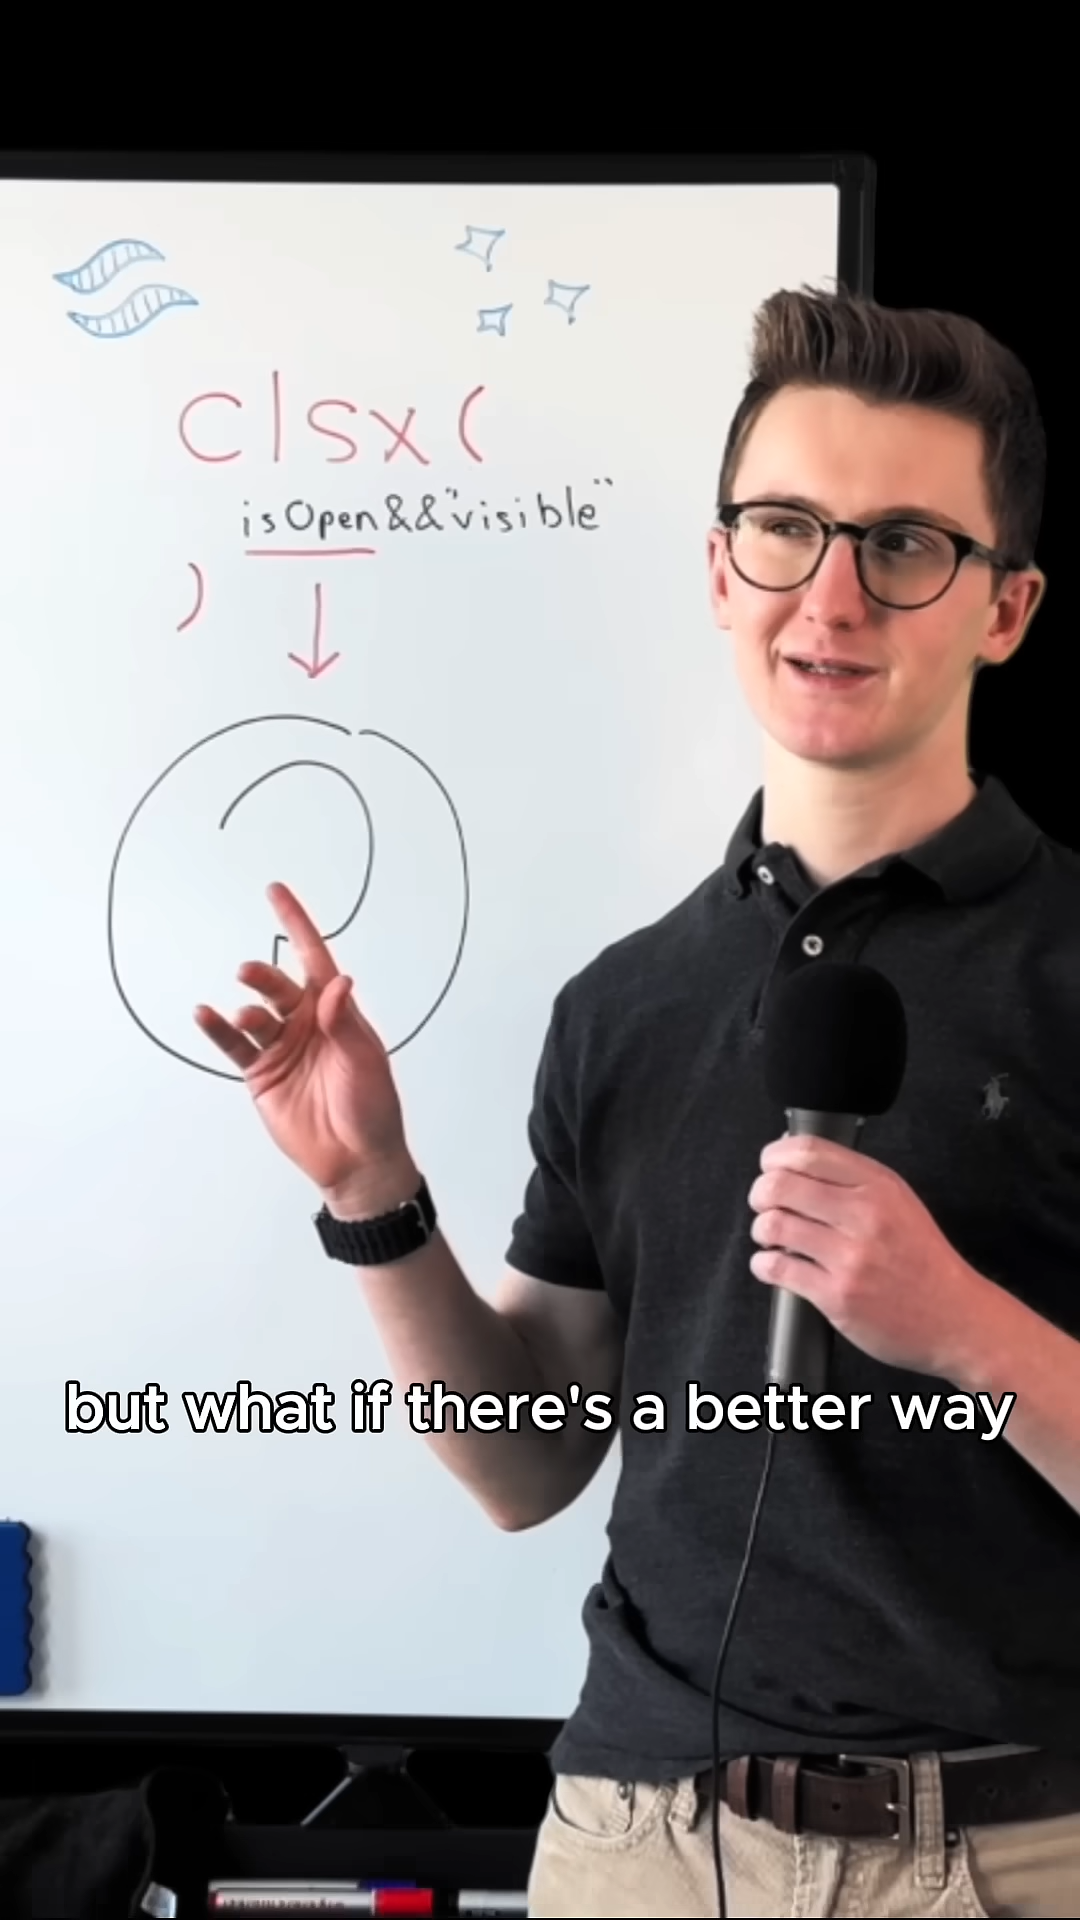 clsx(
isOpen&&"visible"
)
?
but what if there's a better way